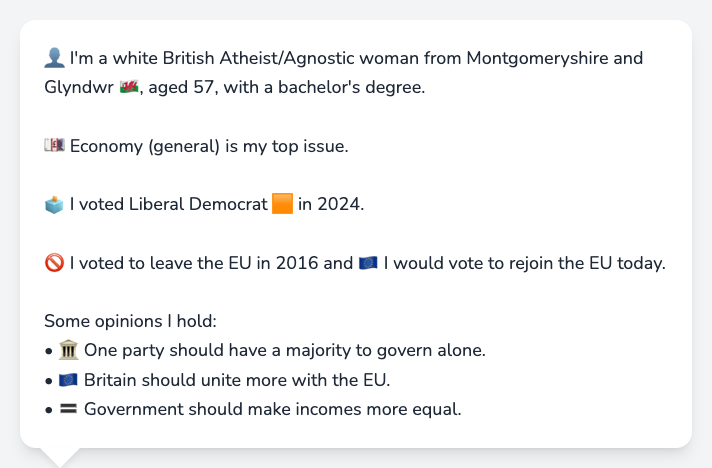 👤 I'm a white British Atheist/Agnostic woman from Montgomeryshire and
Glyndwr 🏴󠁧󠁢󠁷󠁬󠁳󠁿, aged 57, with a bachelor's degree.
💷 Economy (general) is my top issue.
🗳️ I voted Liberal Democrat 🟧 in 2024.
🚫 I voted to leave the EU in 2016 and 🇪🇺 I would vote to rejoin the EU today.
Some opinions I hold:
• 🏛️ One party should have a majority to govern alone.
• 🇪🇺 Britain should unite more with the EU.
• 🟰 Government should make incomes more equal.